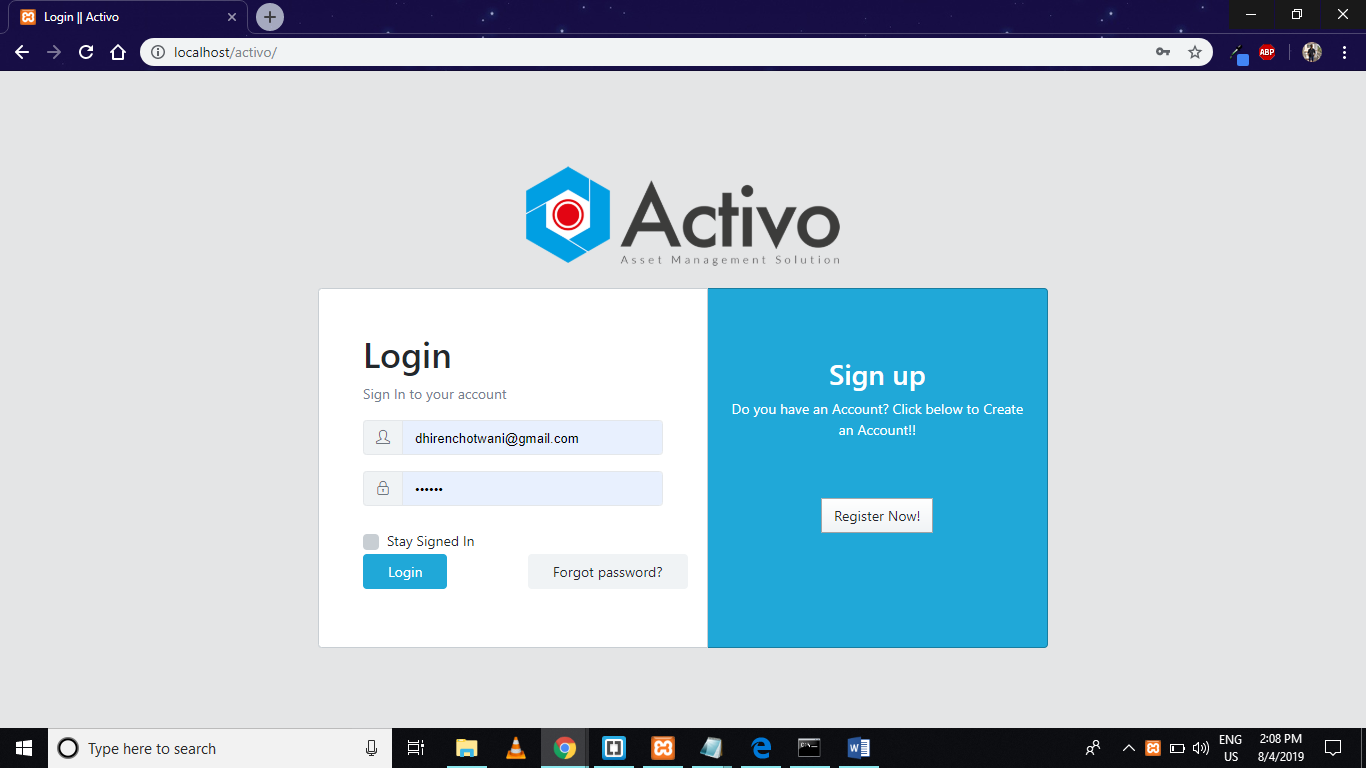 Login || Activo
localhost/activo/
ABP
Activo
Asset Management Solution
Login
Sign In to your account
dhirenchotwani@gmail.com
••••••
Stay Signed In
Login
Forgot password?
Sign up
Do you have an Account? Click below to Create
an Account!!
Register Now!
Type here to search
ENG
US
2:08 PM
8/4/2019